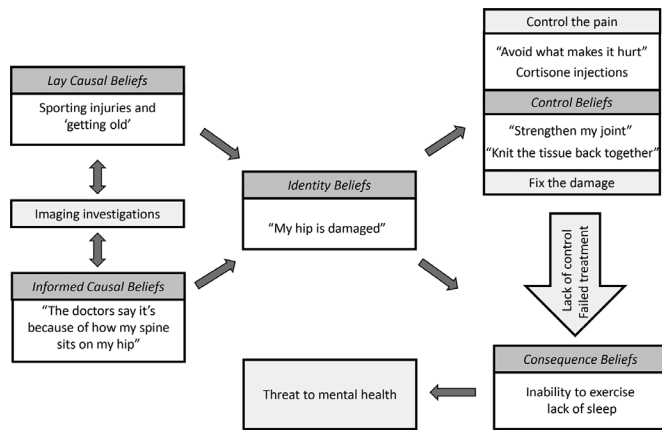 Lay Causal Beliefs
Sporting injuries and
‘getting old’
Imaging investigations
Informed Causal Beliefs
“The doctors say it’s
because of how my spine
sits on my hip”
Identity Beliefs
“My hip is damaged”
Control the pain
“Avoid what makes it hurt”
Cortisone injections
Control Beliefs
“Strengthen my joint”
“Knit the tissue back together”
Fix the damage
Lack of control
Failed treatment
Consequence Beliefs
Inability to exercise
lack of sleep
Threat to mental health